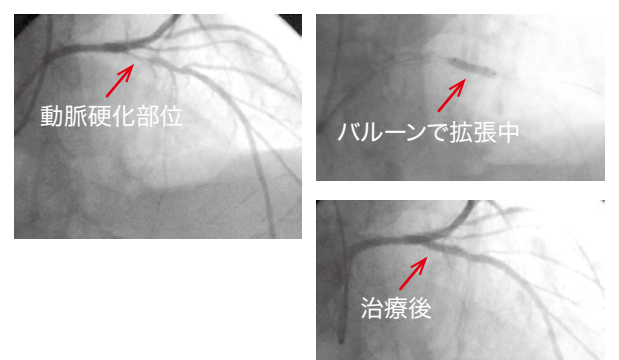 動脈硬化部位
バルーンで拡張中
治療後